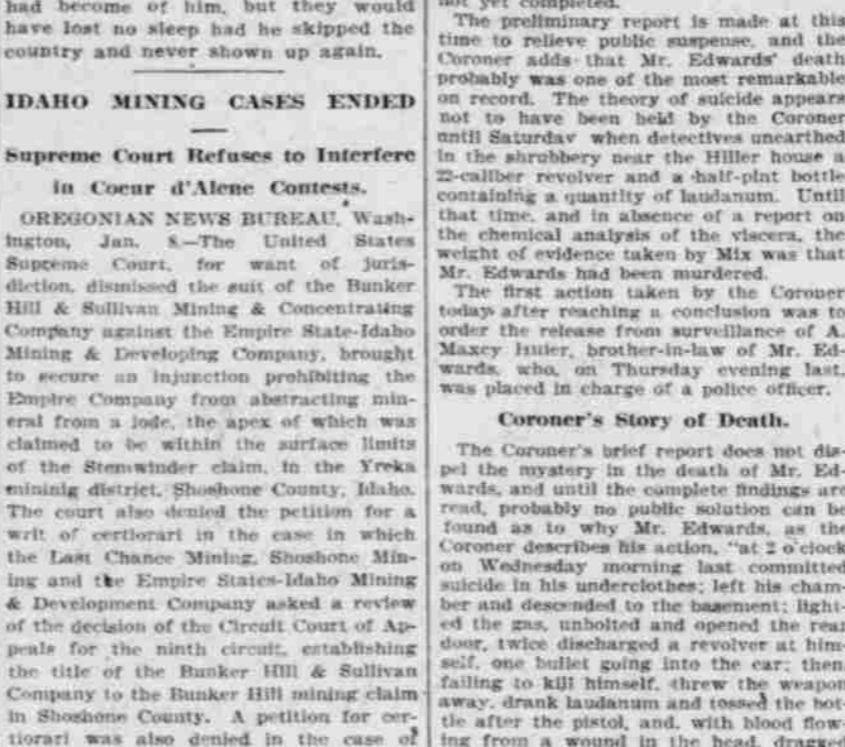 had become of him, but they would
have lost no sleep had he skipped the
country and never shown up again.
IDAHO MINING CASES ENDED
Supreme Court Refuses to Interfere
in Coeur d'Alene Contests.
OREGONIAN NEWS BUREAU, Wash-
ington, Jan. 8.—The United States
Supreme Court, for want of juris-
diction, dismissed the suit of the Bunker
Hill & Sullivan Mining & Concentrating
Company against the Empire State-Idaho
Mining & Developing Company, brought
to secure an injunction prohibiting the
Empire Company from abstracting min-
eral from a lode, the apex of which was
claimed to be within the surface limits
of the Stemwinder claim, in the Yreka
mininig district, Shoshone County, Idaho.
The court also denied the petition for a
writ of certiorari in the case in which
the Last Chance Mining, Shoshone Min-
ing and the Empire States-Idaho Mining
& Development Company asked a review
of the decision of the Circuit Court of Ap-
peals for the ninth circuit, establishing
the title of the Bunker Hill & Sullivan
Company to the Bunker Hill mining claim
in Shoshone County. A petition for cer-
tiorari was also denied in the case of
not yet completed.
The preliminary report is made at this
time to relieve public suspense, and the
Coroner adds that Mr. Edwards' death
probably was one of the most remarkable
on record. The theory of suicide appears
not to have been held by the Coroner
until Saturday when detectives unearthed
in the shrubbery near the Hiller house a
22-caliber revolver and a half-pint bottle
containing a quantity of laudanum. Until
that time, and in absence of a report on
the chemical analysis of the viscera, the
weight of evidence taken by Mix was that
Mr. Edwards had been murdered.
The first action taken by the Coroner
today after reaching a conclusion was to
order the release from surveillance of A.
Maxcy Hiller, brother-in-law of Mr. Ed-
wards, who, on Thursday evening last,
was placed in charge of a police officer.
Coroner's Story of Death.
The Coroner's brief report does not dis-
pel the mystery in the death of Mr. Ed-
wards, and until the complete findings are
read, probably no public solution can be
found as to why Mr. Edwards, as the
Coroner describes his action, "at 2 o'clock
on Wednesday morning last committed
suicide in his underclothes; left his cham-
ber and descended to the basement; light-
ed the gas, unbolted and opened the rear
door, twice discharged a revolver at him-
self, one bullet going into the ear; then,
failing to kill himself, threw the weapon
away, drank laudanum and tossed the bot-
tle after the pistol, and, with blood flow-
ing from a wound in the head, dragged